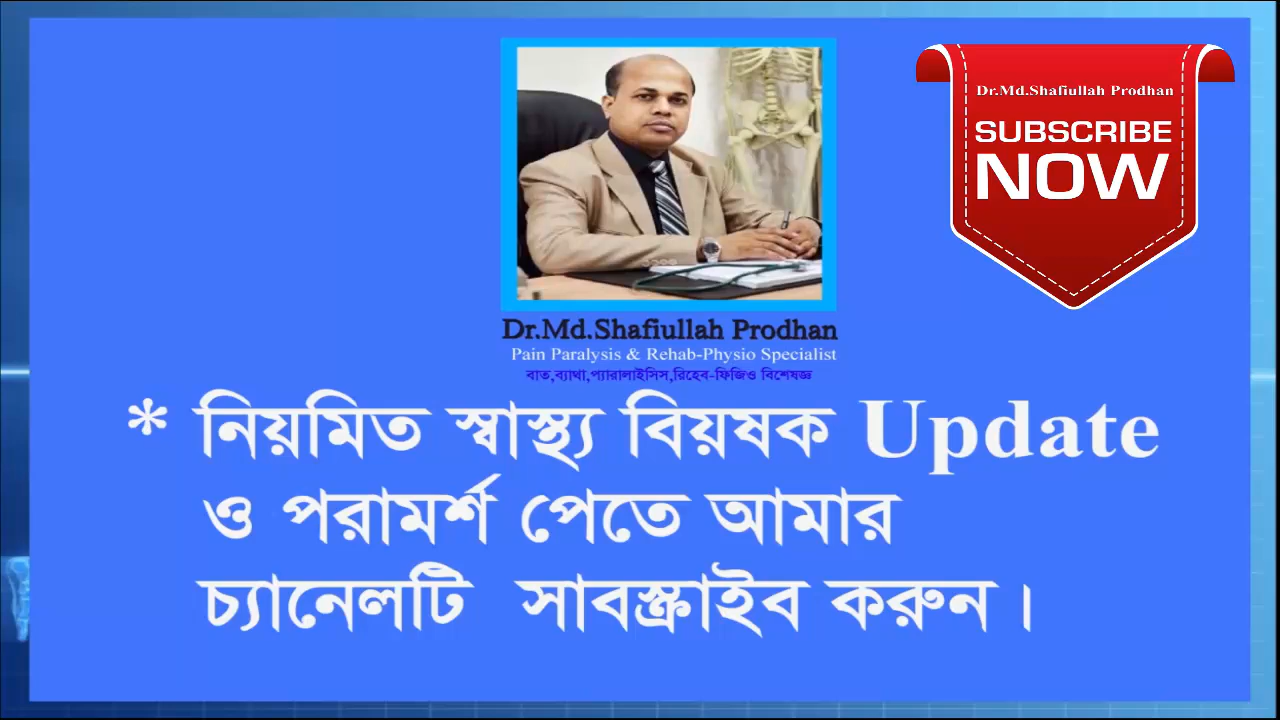 Dr.Md.Shafiullah Prodhan
SUBSCRIBE
NOW
Dr.Md.Shafiullah Prodhan
Pain Paralysis & Rehab-Physio Specialist
বাত,ব্যাথা,প্যারালাইসিস,রিহেব-ফিজিও বিশেষজ্ঞ
* নিয়মিত স্বাস্থ্য বিয়ষক Update
ও পরামর্শ পেতে আমার
চ্যানেলটি সাবস্ক্রাইব করুন।